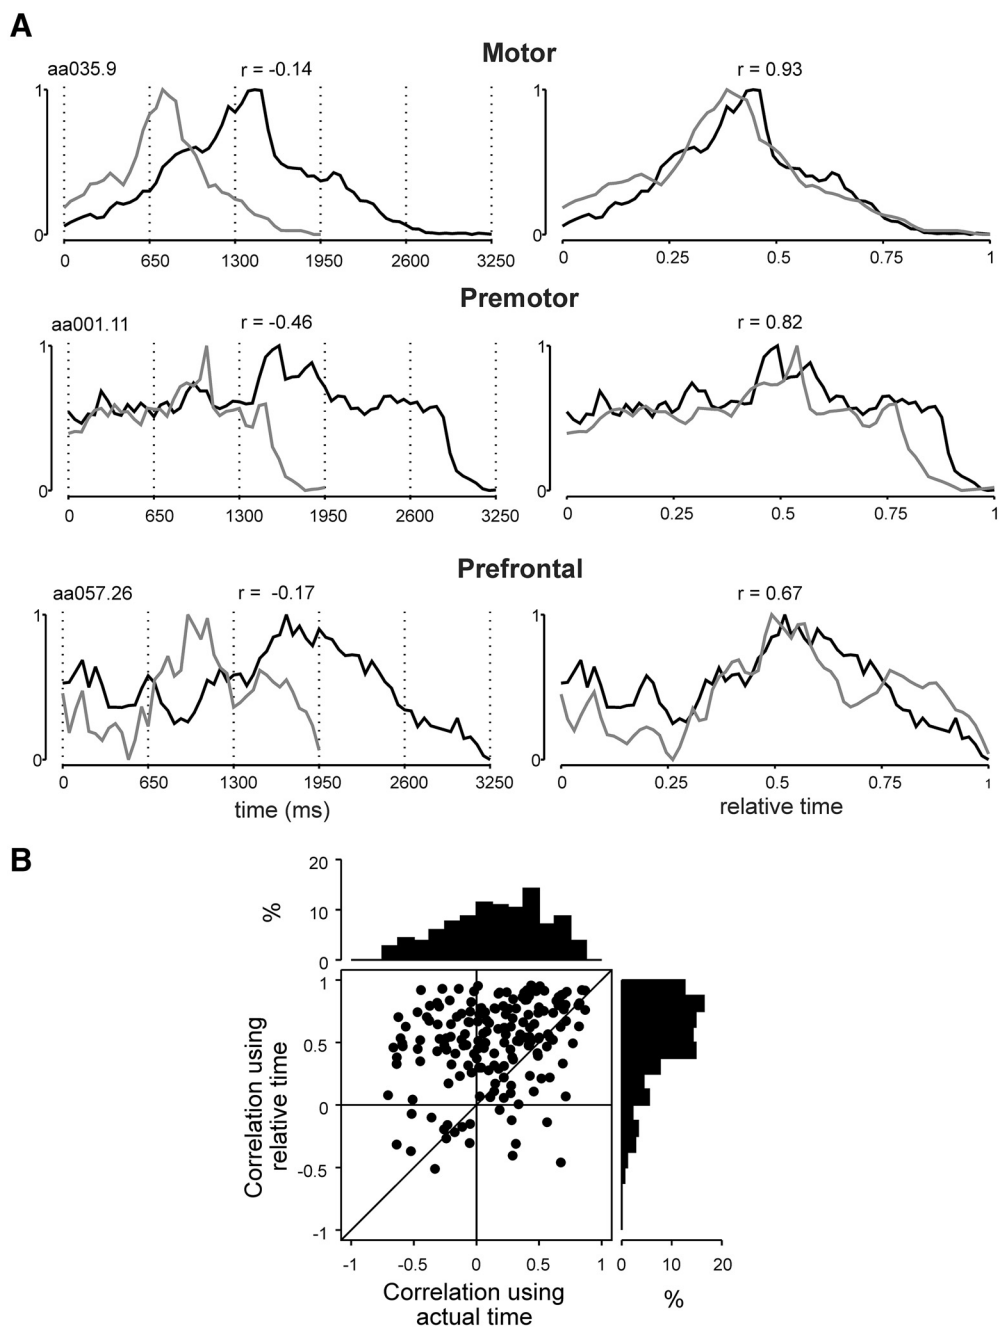 A
Motor
aa035.9 r = -0.14 r = 0.93
1 1
0 0
0 650 1300 1950 2600 3250 0 0.25 0.5 0.75 1
Premotor
aa001.11 r = -0.46 r = 0.82
1 1
0 0
0 650 1300 1950 2600 3250 0 0.25 0.5 0.75 1
Prefrontal
aa057.26 r = -0.17 r = 0.67
1 1
0 0
0 650 1300 1950 2600 3250 0 0.25 0.5 0.75 1
time (ms) relative time
B
20
10
0
%
1
0.5
0
-0.5
-1
Correlation using
relative time
-1 -0.5 0 0.5 1 0 10 20
Correlation using
actual time
%